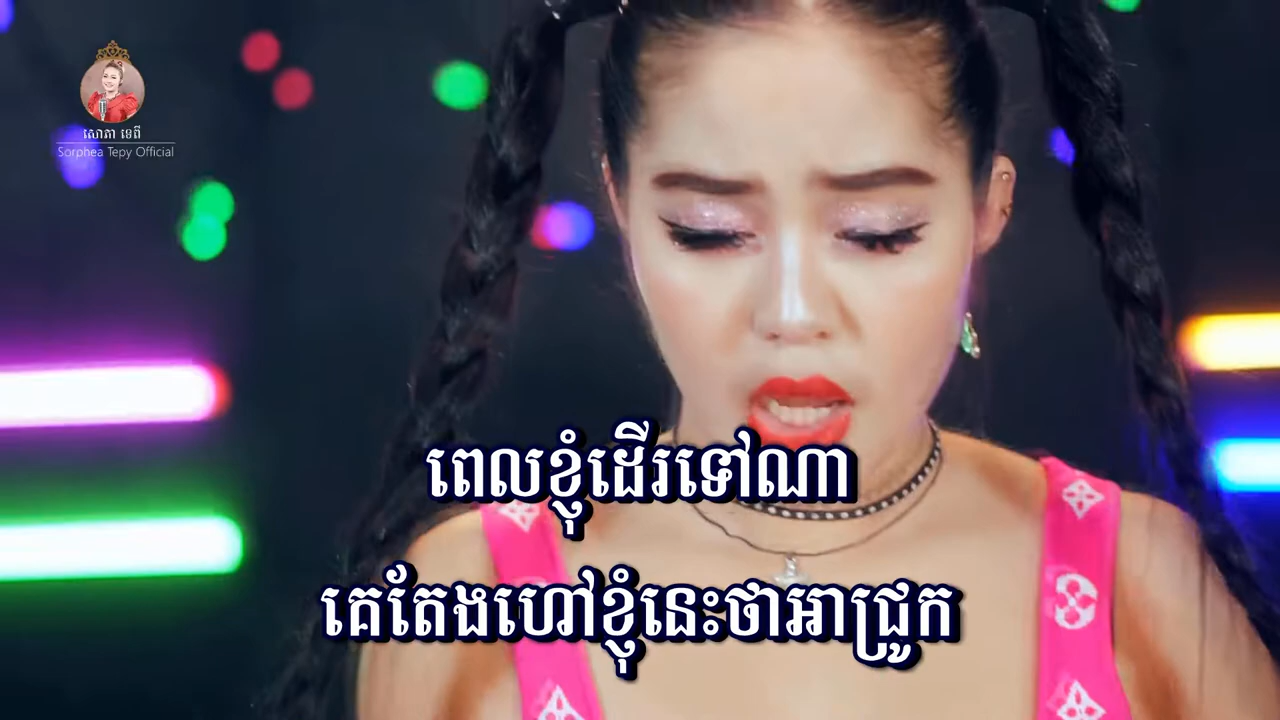 សោភា ទេពី
Sorphea Tepy Official
ពេលខ្ញុំដើរទៅណា
គេតែងហៅខ្ញុំនេះថាអាជ្រូក